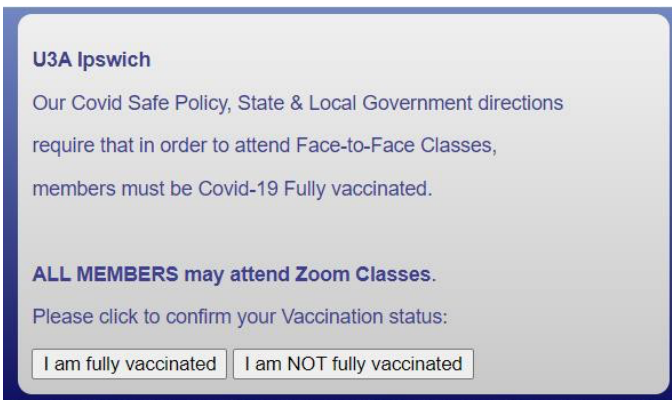 U3A Ipswich
Our Covid Safe Policy, State & Local Government directions
require that in order to attend Face-to-Face Classes,
members must be Covid-19 Fully vaccinated.
ALL MEMBERS may attend Zoom Classes.
Please click to confirm your Vaccination status:
I am fully vaccinated I am NOT fully vaccinated